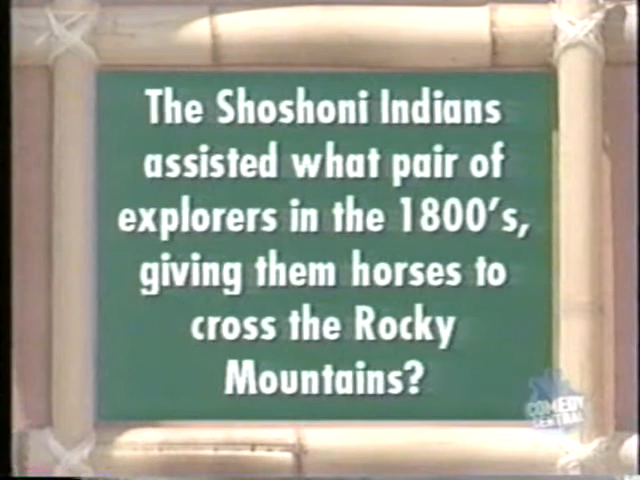 The Shoshoni Indians
assisted what pair of
explorers in the 1800's,
giving them horses to
cross the Rocky
Mountains?
COMEDY
CENTRAL